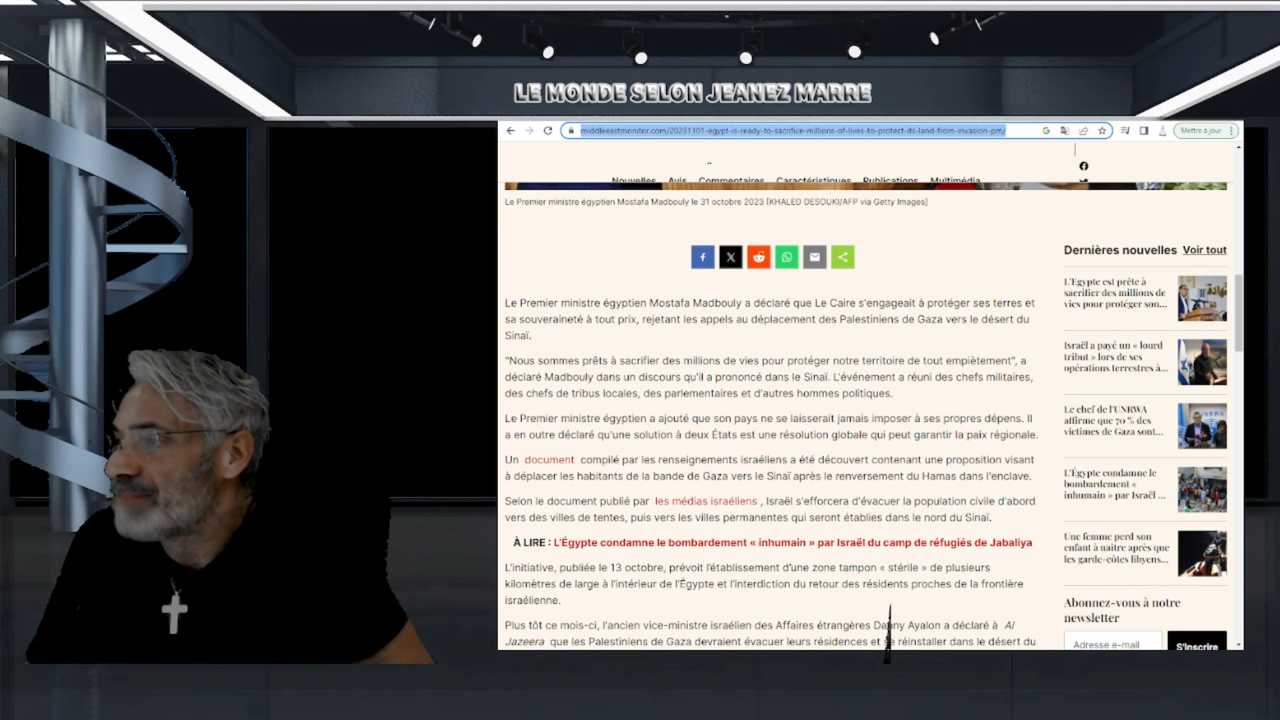 LE MONDE SELON JEANEZ MARRE
middleeastmonitor.com/20231101-egypt-is-ready-to-sacrifice-millions-of-lives-to-protect-its-land-from-invasion-pm/
Mettre à jour
Nouvelles Avis Commentaires Caractéristiques Publications Multimédia
Le Premier ministre égyptien Mostafa Madbouly le 31 octobre 2023 [KHALED DESOUKI/AFP via Getty Images]
Le Premier ministre égyptien Mostafa Madbouly a déclaré que Le Caire s'engageait à protéger ses terres et
sa souveraineté à tout prix, rejetant les appels au déplacement des Palestiniens de Gaza vers le désert du
Sinaï.
"Nous sommes prêts à sacrifier des millions de vies pour protéger notre territoire de tout empiètement", a
déclaré Madbouly dans un discours qu'il a prononcé dans le Sinaï. L'événement a réuni des chefs militaires,
des chefs de tribus locales, des parlementaires et d'autres hommes politiques.
Le Premier ministre égyptien a ajouté que son pays ne se laisserait jamais imposer à ses propres dépens. Il
a en outre déclaré qu'une solution à deux États est une résolution globale qui peut garantir la paix régionale.
Un document compilé par les renseignements israéliens a été découvert contenant une proposition visant
à déplacer les habitants de la bande de Gaza vers le Sinaï après le renversement du Hamas dans l'enclave.
Selon le document publié par les médias israéliens , Israël s'efforcera d'évacuer la population civile d'abord
vers des villes de tentes, puis vers les villes permanentes qui seront établies dans le nord du Sinaï.
À LIRE : L'Égypte condamne le bombardement « inhumain » par Israël du camp de réfugiés de Jabaliya
L'initiative, publiée le 13 octobre, prévoit l'établissement d'une zone tampon « stérile » de plusieurs
kilomètres de large à l'intérieur de l'Égypte et l'interdiction du retour des résidents proches de la frontière
israélienne.
Plus tôt ce mois-ci, l'ancien vice-ministre israélien des Affaires étrangères Danny Ayalon a déclaré à Al
Jazeera que les Palestiniens de Gaza devraient évacuer leurs résidences et se réinstaller dans le désert du
Dernières nouvelles Voir tout
L'Egypte est prête à
sacrifier des millions de
vies pour protéger son...
Israël a payé un « lourd
tribut » lors de ses
opérations terrestres à...
Le chef de l'UNRWA
affirme que 70 % des
victimes de Gaza sont...
L'Égypte condamne le
bombardement «
inhumain » par Israël ...
Une femme perd son
enfant à naître après que
les garde-côtes libyens...
Abonnez-vous à notre
newsletter
Adresse e-mail
S'inscrire